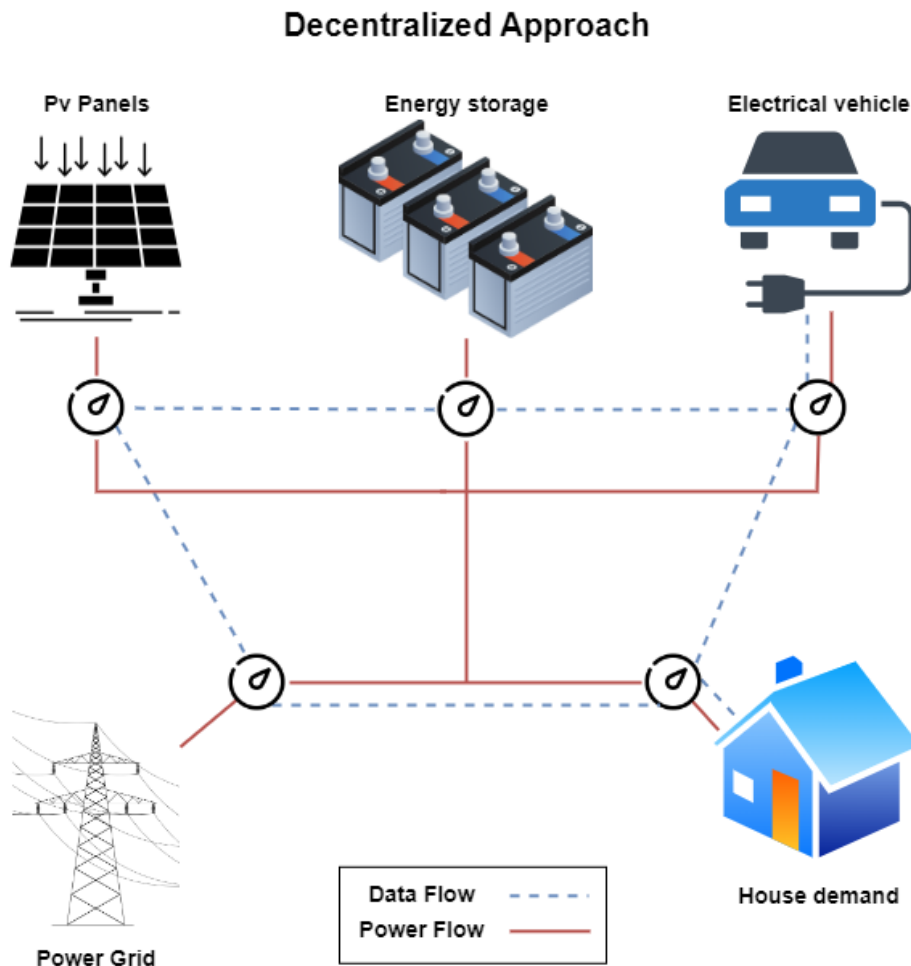 Decentralized Approach
Pv Panels
Energy storage
Electrical vehicle
House demand
Power Grid
Data Flow
Power Flow